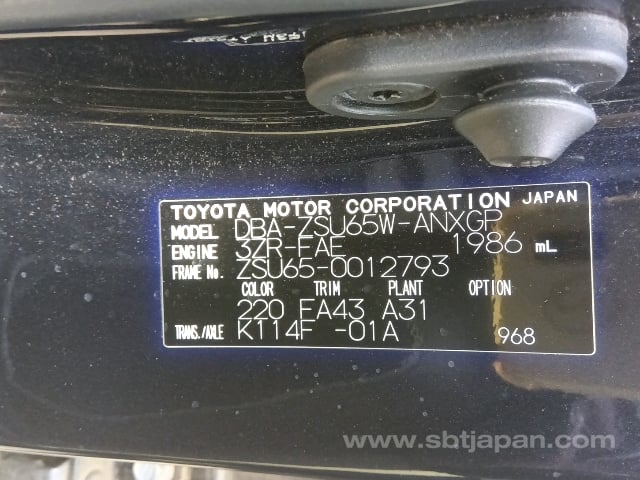 TOYOTA MOTOR CORPORATION JAPAN
MODEL DBA-ZSU65W-ANXGP
ENGINE 3ZR-FAE 1986 mL
FRAME No. ZSU65-0012793
COLOR TRIM PLANT OPTION
220 FA43 A31
TRANS./AXLE K114F -01A 968
www.sbtjapan.com